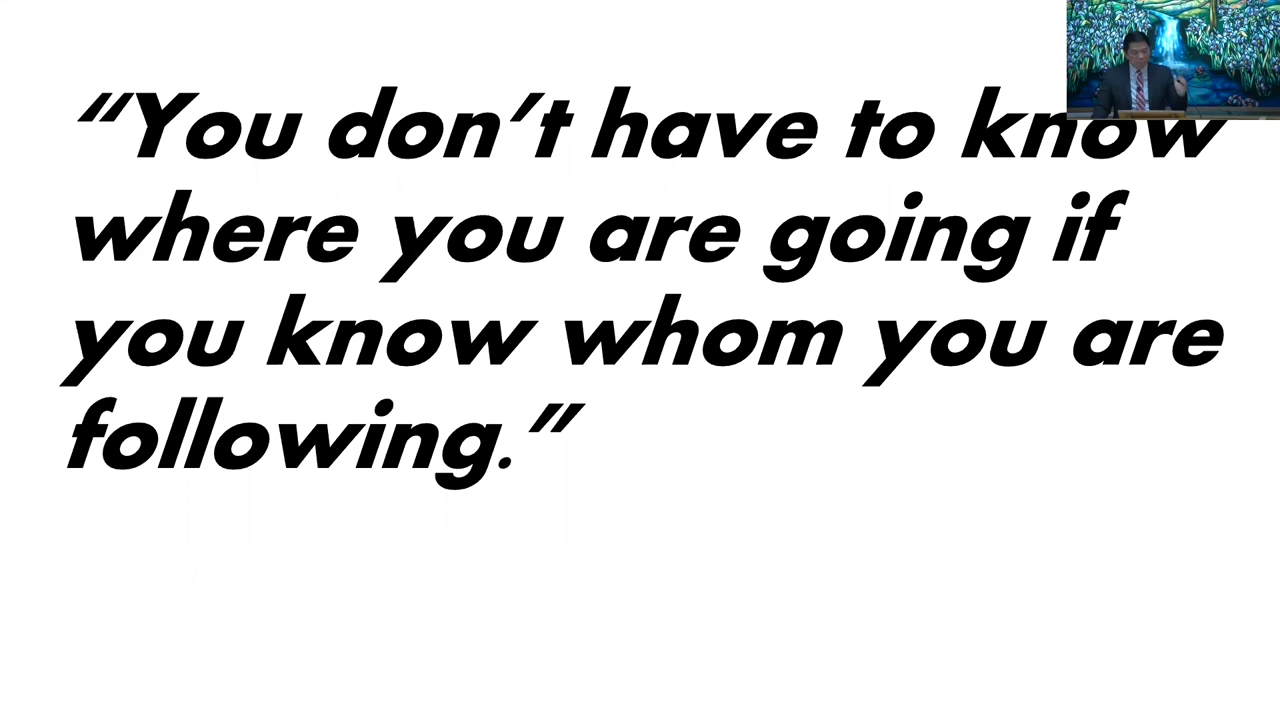 “You don’t have to know
where you are going if
you know whom you are
following.”